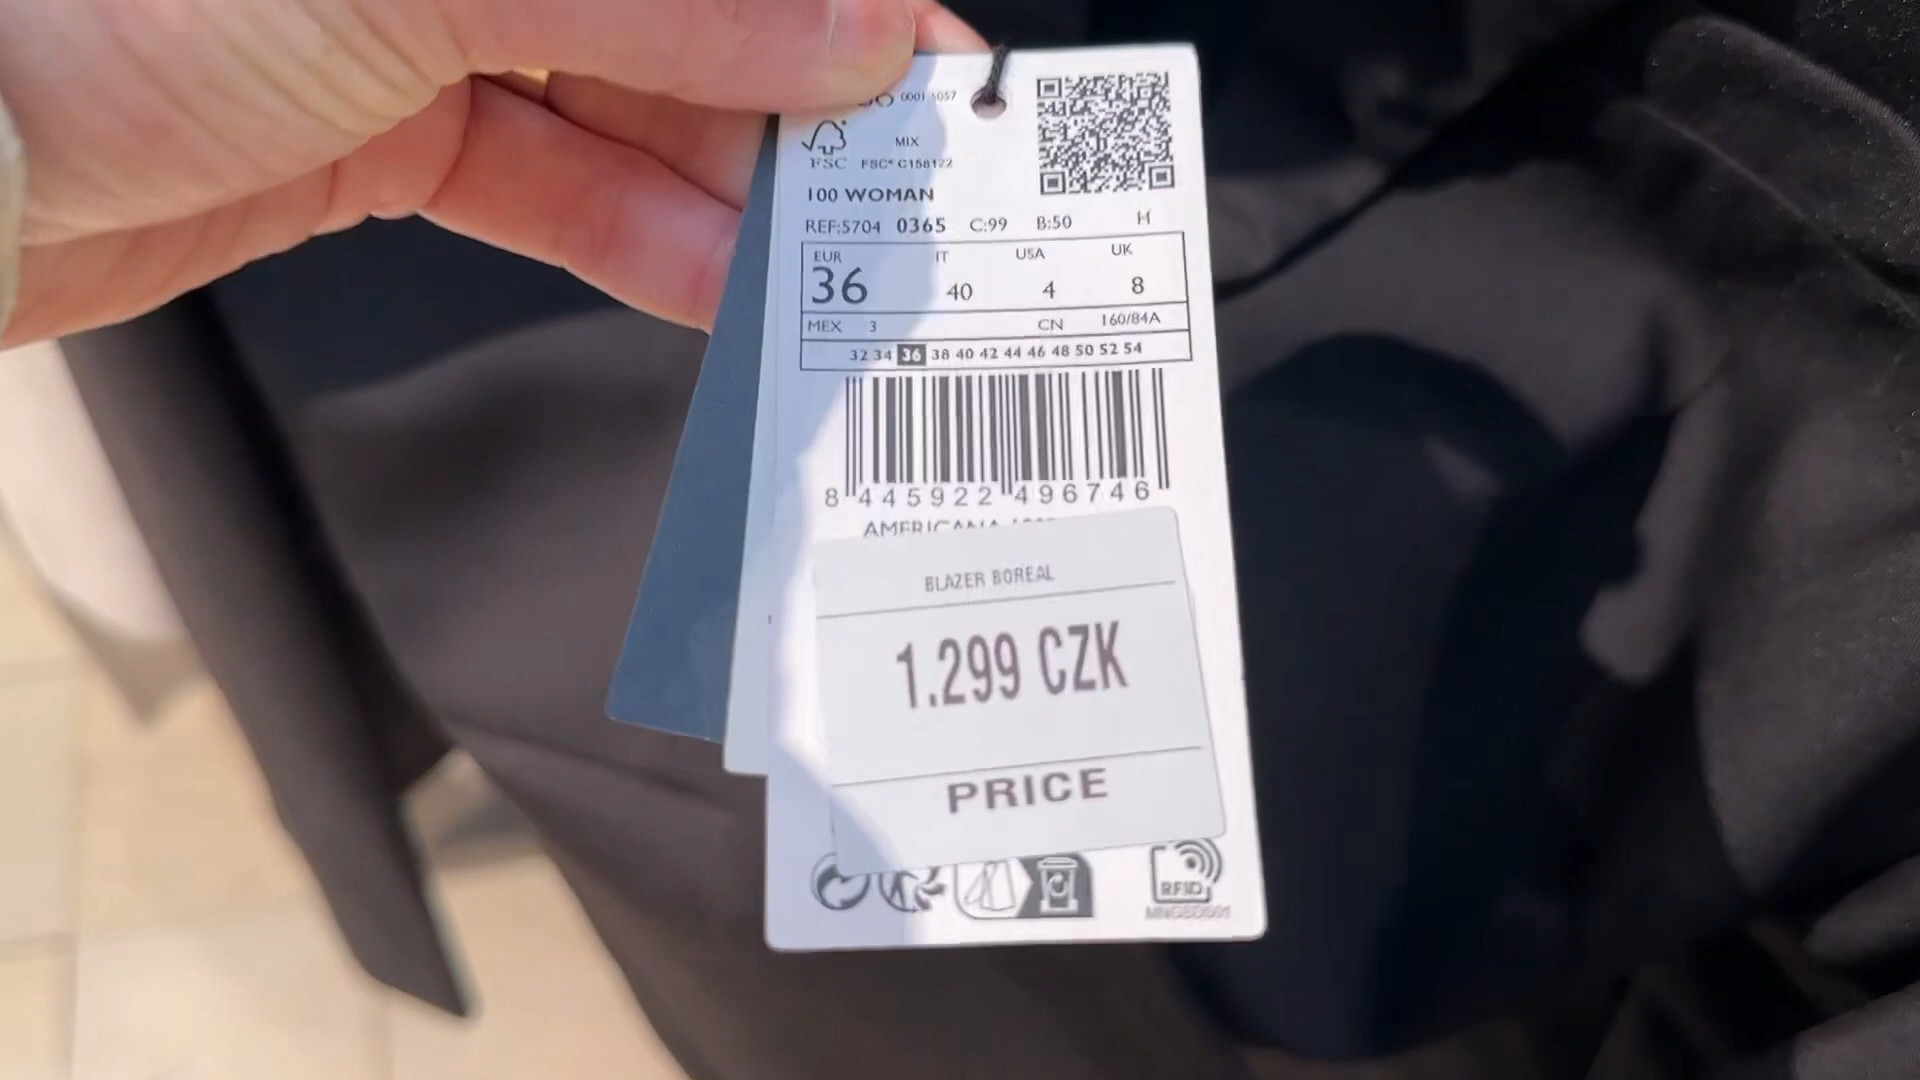 MIX
FSC FSC® C158122
100 WOMAN
REF:5704 0365 C:99 B:50 H
EUR IT USA UK
36 40 4 8
MEX 3 CN 160/84A
32 34 36 38 40 42 44 46 48 50 52 54
8 445922 496746
AMERICANA
BLAZER BOREAL
1.299 CZK
PRICE
RFID